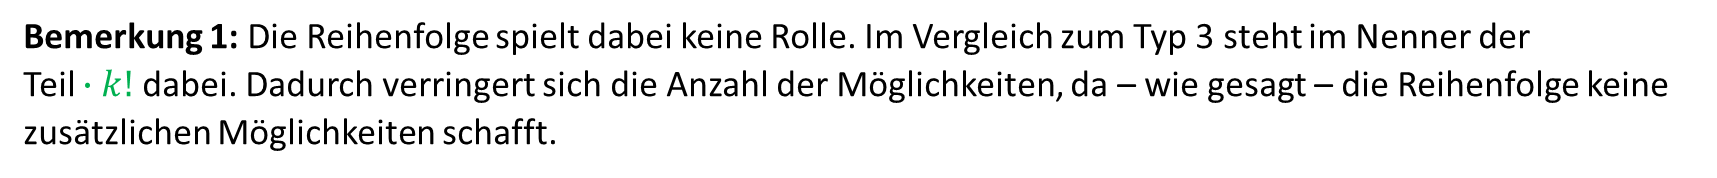 Bemerkung 1: Die Reihenfolge spielt dabei keine Rolle. Im Vergleich zum Typ 3 steht im Nenner der
Teil · k! dabei. Dadurch verringert sich die Anzahl der Möglichkeiten, da – wie gesagt – die Reihenfolge keine
zusätzlichen Möglichkeiten schafft.